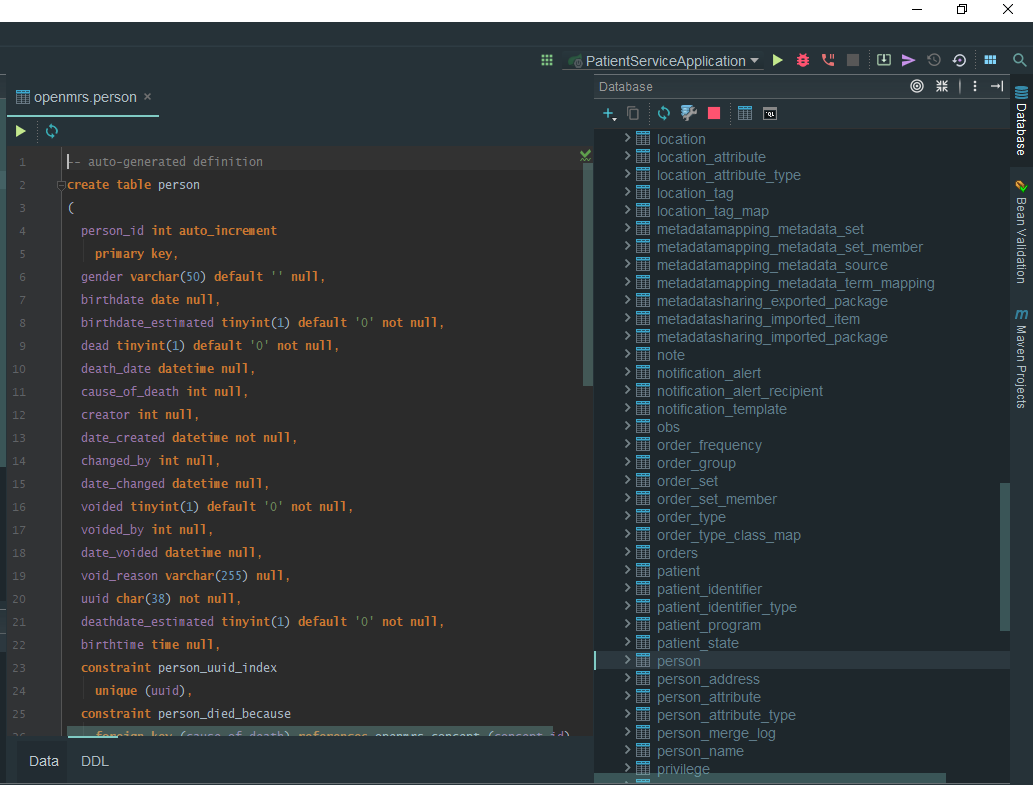 PatientServiceApplication
Database
openmrs.person ×
1 -- auto-generated definition
2 create table person
3 (
4 person_id int auto_increment
5 primary key,
6 gender varchar(50) default '' null,
7 birthdate date null,
8 birthdate_estimated tinyint(1) default '0' not null,
9 dead tinyint(1) default '0' not null,
10 death_date datetime null,
11 cause_of_death int null,
12 creator int null,
13 date_created datetime not null,
14 changed_by int null,
15 date_changed datetime null,
16 voided tinyint(1) default '0' not null,
17 voided_by int null,
18 date_voided datetime null,
19 void_reason varchar(255) null,
20 uuid char(38) not null,
21 deathdate_estimated tinyint(1) default '0' not null,
22 birthtime time null,
23 constraint person_uuid_index
24 unique (uuid),
25 constraint person_died_because
26 foreign key (cause_of_death) references openmrs.concept (concept_id)
Data DDL
QL
location
location_attribute
location_attribute_type
location_tag
location_tag_map
metadatamapping_metadata_set
metadatamapping_metadata_set_member
metadatamapping_metadata_source
metadatamapping_metadata_term_mapping
metadatasharing_exported_package
metadatasharing_imported_item
metadatasharing_imported_package
note
notification_alert
notification_alert_recipient
notification_template
obs
order_frequency
order_group
order_set
order_set_member
order_type
order_type_class_map
orders
patient
patient_identifier
patient_identifier_type
patient_program
patient_state
person
person_address
person_attribute
person_attribute_type
person_merge_log
person_name
privilege
Database
Bean Validation
m Maven Projects